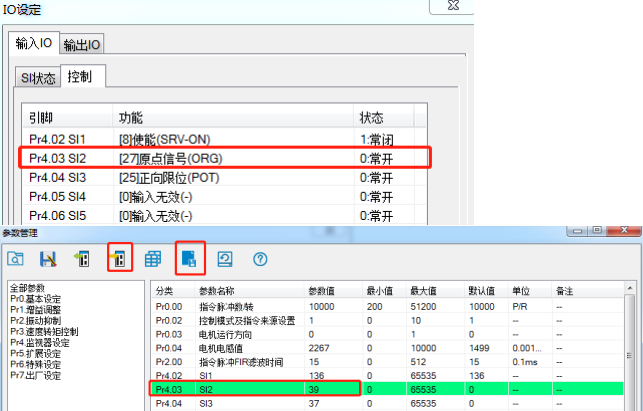 IO设定
输入IO 输出IO
SI状态 控制
引脚 功能 状态
Pr4.02 SI1 [8]使能(SRV-ON) 1:常闭
Pr4.03 SI2 [27]原点信号(ORG) 0:常开
Pr4.04 SI3 [25]正向限位(POT) 0:常开
Pr4.05 SI4 [0]输入无效(-) 0:常开
Pr4.06 SI5 [0]输入无效(-) 0:常开
参数管理
全部参数
Pr0.基本设定
Pr1.增益调整
Pr2.振动抑制
Pr3.速度转矩控制
Pr4.监视器设定
Pr5.扩展设定
Pr6.特殊设定
Pr7.出厂设定
分类 参数名称 参数值 最小值 最大值 默认值 单位 备注
Pr0.00 指令脉冲数/转 10000 200 51200 10000 P/R --
Pr0.02 控制模式及指令来源设置 1 0 10 1 -- --
Pr0.03 电机运行方向 0 0 1 0 -- --
Pr0.04 电机电感值 2267 0 10000 1499 0.001... --
Pr2.00 指令脉冲FIR滤波时间 15 0 512 15 0.1ms --
Pr4.02 SI1 136 0 65535 136 -- --
Pr4.03 SI2 39 0 65535 0 -- --
Pr4.04 SI3 37 0 65535 0 -- --